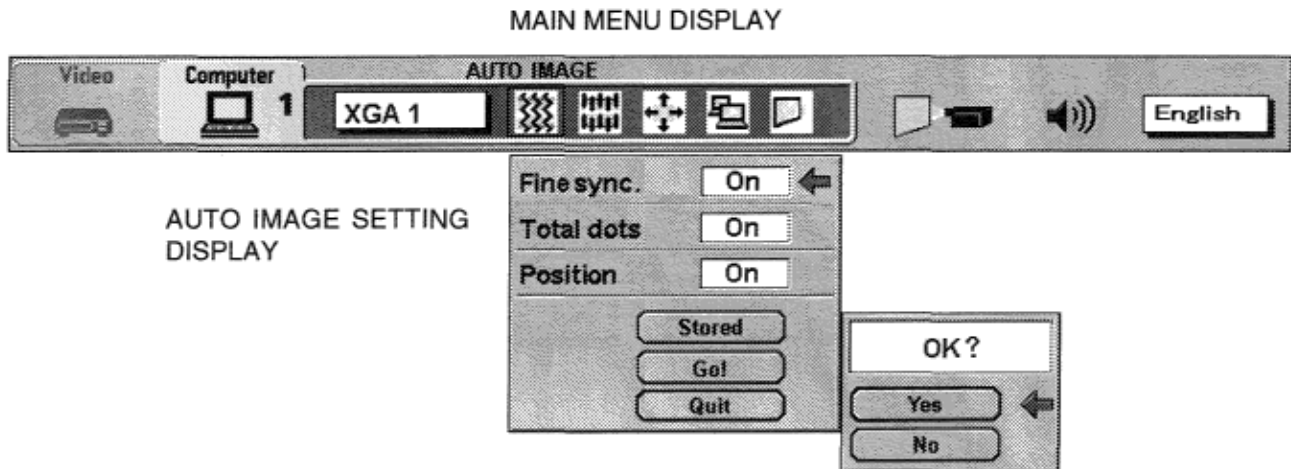 MAIN MENU DISPLAY
Video
Computer
AUTO IMAGE
1
XGA 1
English
AUTO IMAGE SETTING
DISPLAY
Fine sync.
On
Total dots
On
Position
On
Stored
Go!
Quit
OK?
Yes
No